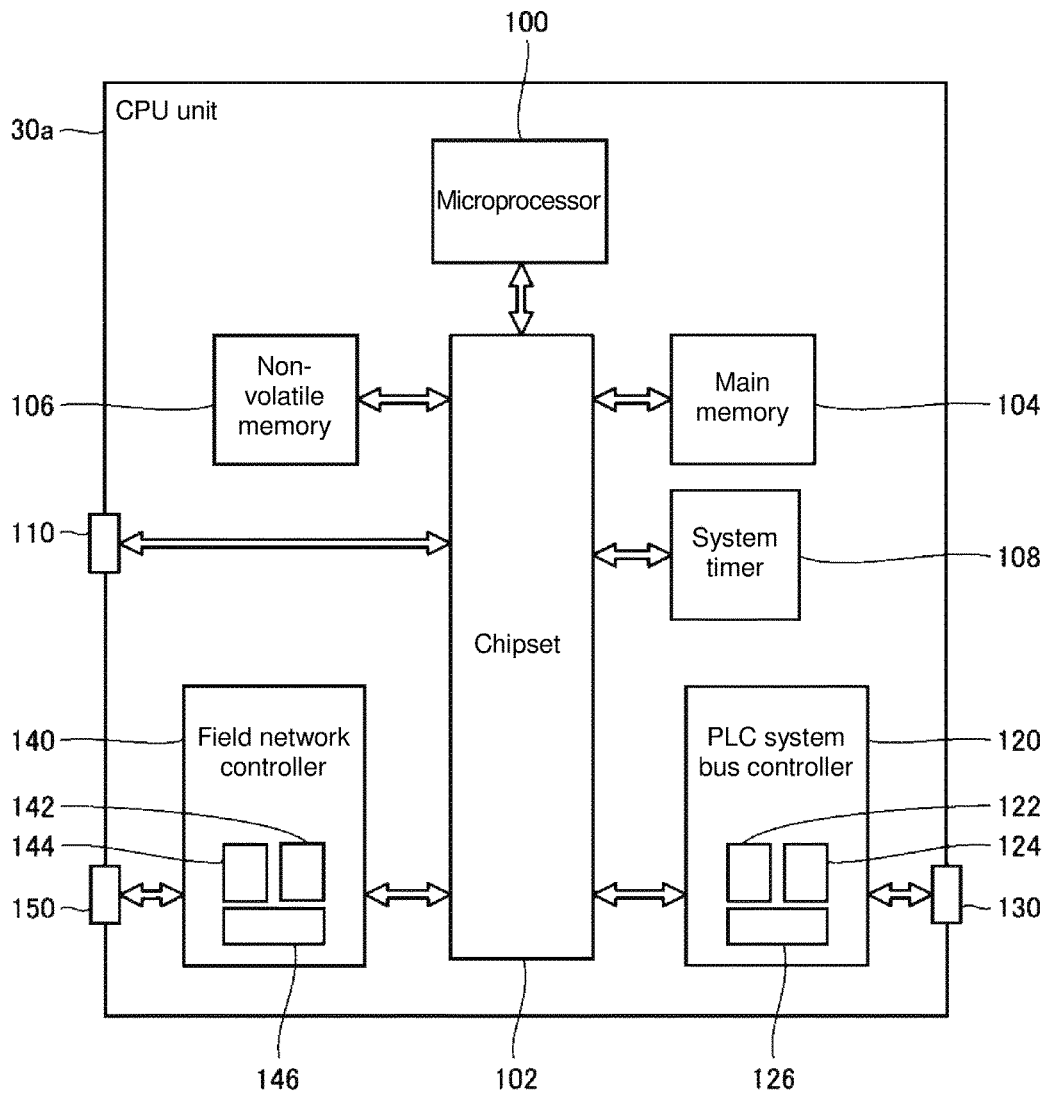 100
CPU unit
30a
Microprocessor
Non-
volatile
memory
106
Main
memory
104
110
System
timer
108
Chipset
140
Field network
controller
PLC system
bus controller
120
142
144
122
124
150
130
146
102
126